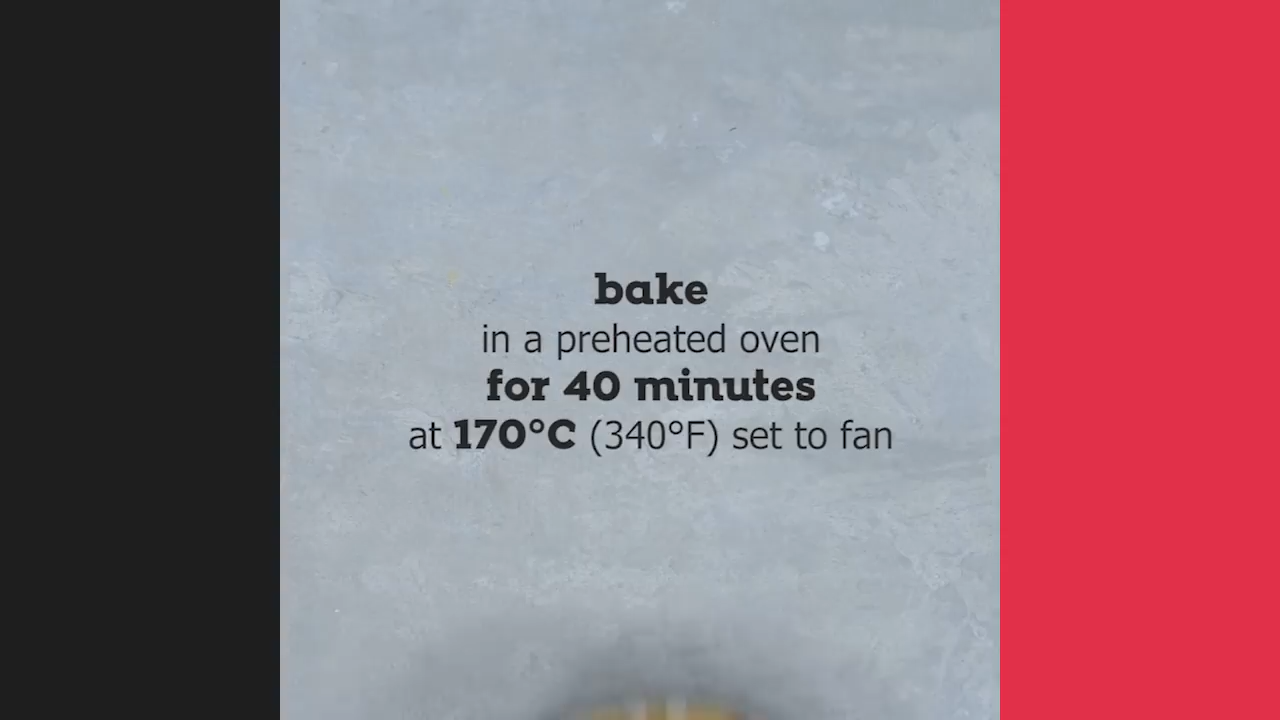 bake
in a preheated oven
for 40 minutes
at 170°C (340°F) set to fan